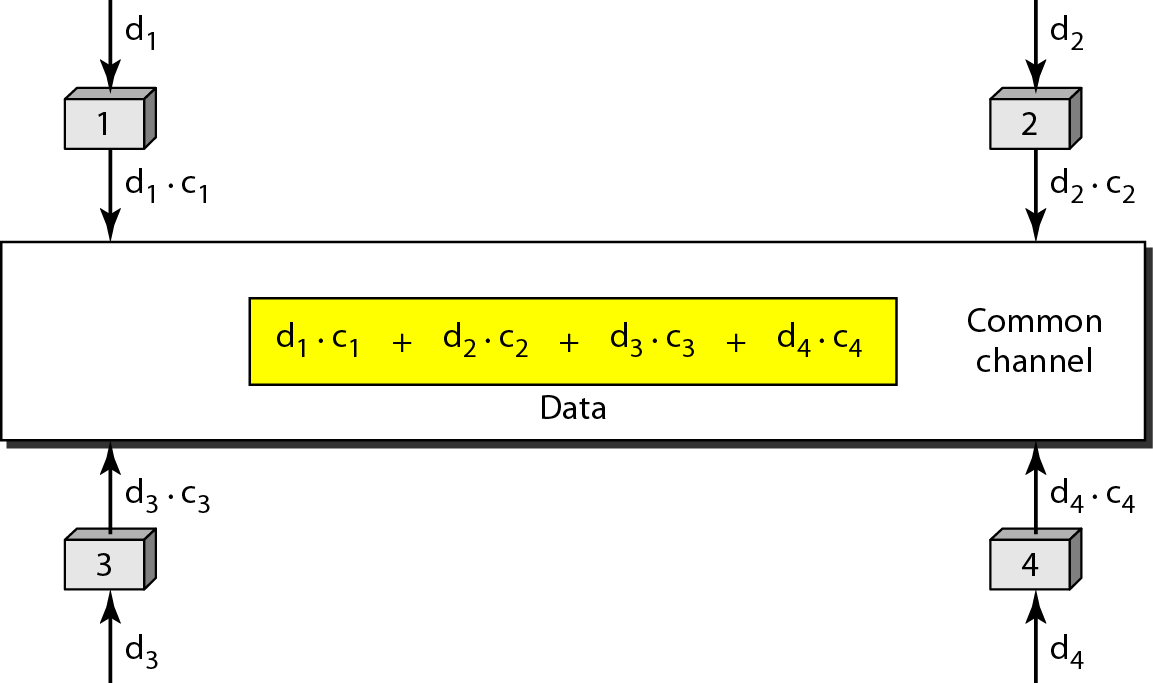 d₁ d₂
1 2
d₁ · c₁ d₂ · c₂
Common
channel
d₁ · c₁ + d₂ · c₂ + d₃ · c₃ + d₄ · c₄
Data
d₃ · c₃ d₄ · c₄
3 4
d₃ d₄